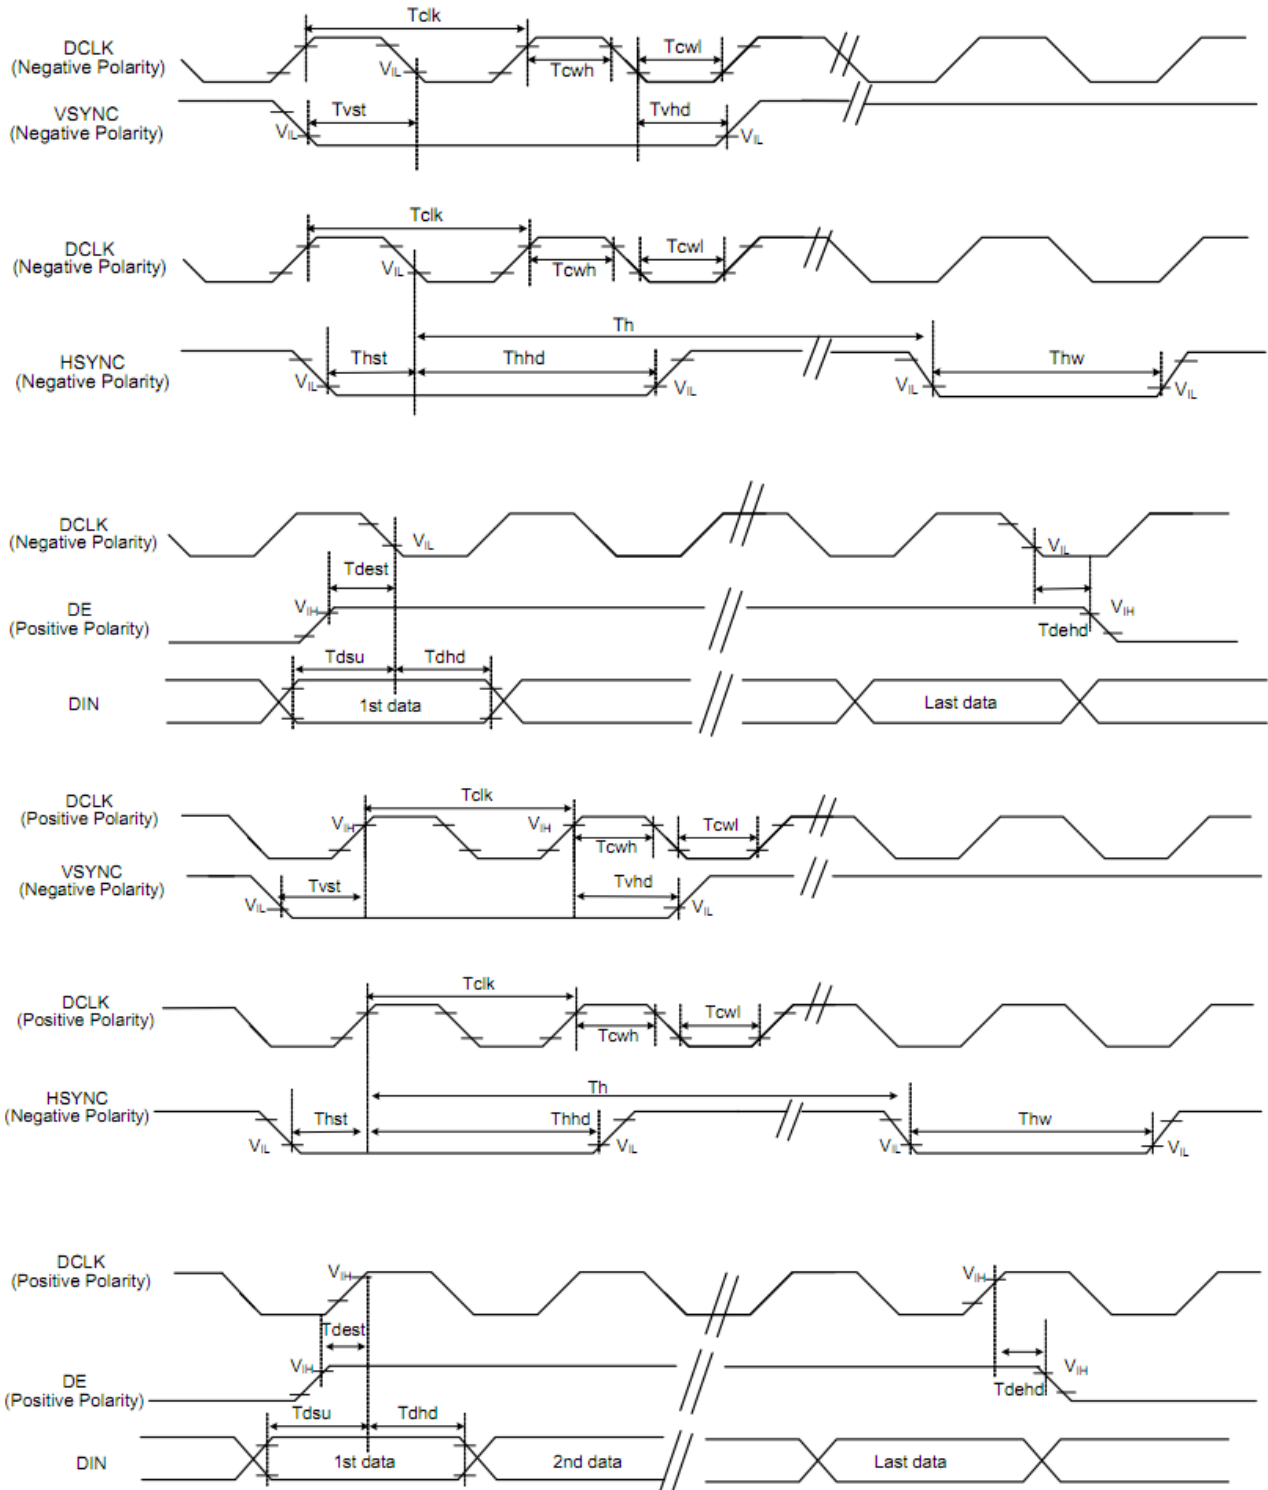 Tclk
DCLK
(Negative Polarity)
VIL
Tcwh
Tcwl
VSYNC
(Negative Polarity)
VIL
Tvst
Tvhd
VIL
Tclk
DCLK
(Negative Polarity)
VIL
Tcwh
Tcwl
Th
HSYNC
(Negative Polarity)
VIL
Thst
Thhd
VIL
VIL
Thw
VIL
DCLK
(Negative Polarity)
VIL
VIL
Tdest
DE
(Positive Polarity)
VIH
Tdehd
VIH
Tdsu
Tdhd
DIN
1st data
Last data
DCLK
(Positive Polarity)
VIH
Tclk
VIH
Tcwh
Tcwl
VSYNC
(Negative Polarity)
VIL
Tvst
Tvhd
VIL
Tclk
DCLK
(Positive Polarity)
Tcwh
Tcwl
Th
HSYNC
(Negative Polarity)
VIL
Thst
Thhd
VIL
VIL
Thw
VIL
DCLK
(Positive Polarity)
VIH
VIH
Tdest
DE
(Positive Polarity)
VIH
Tdehd
VIH
Tdsu
Tdhd
DIN
1st data
2nd data
Last data